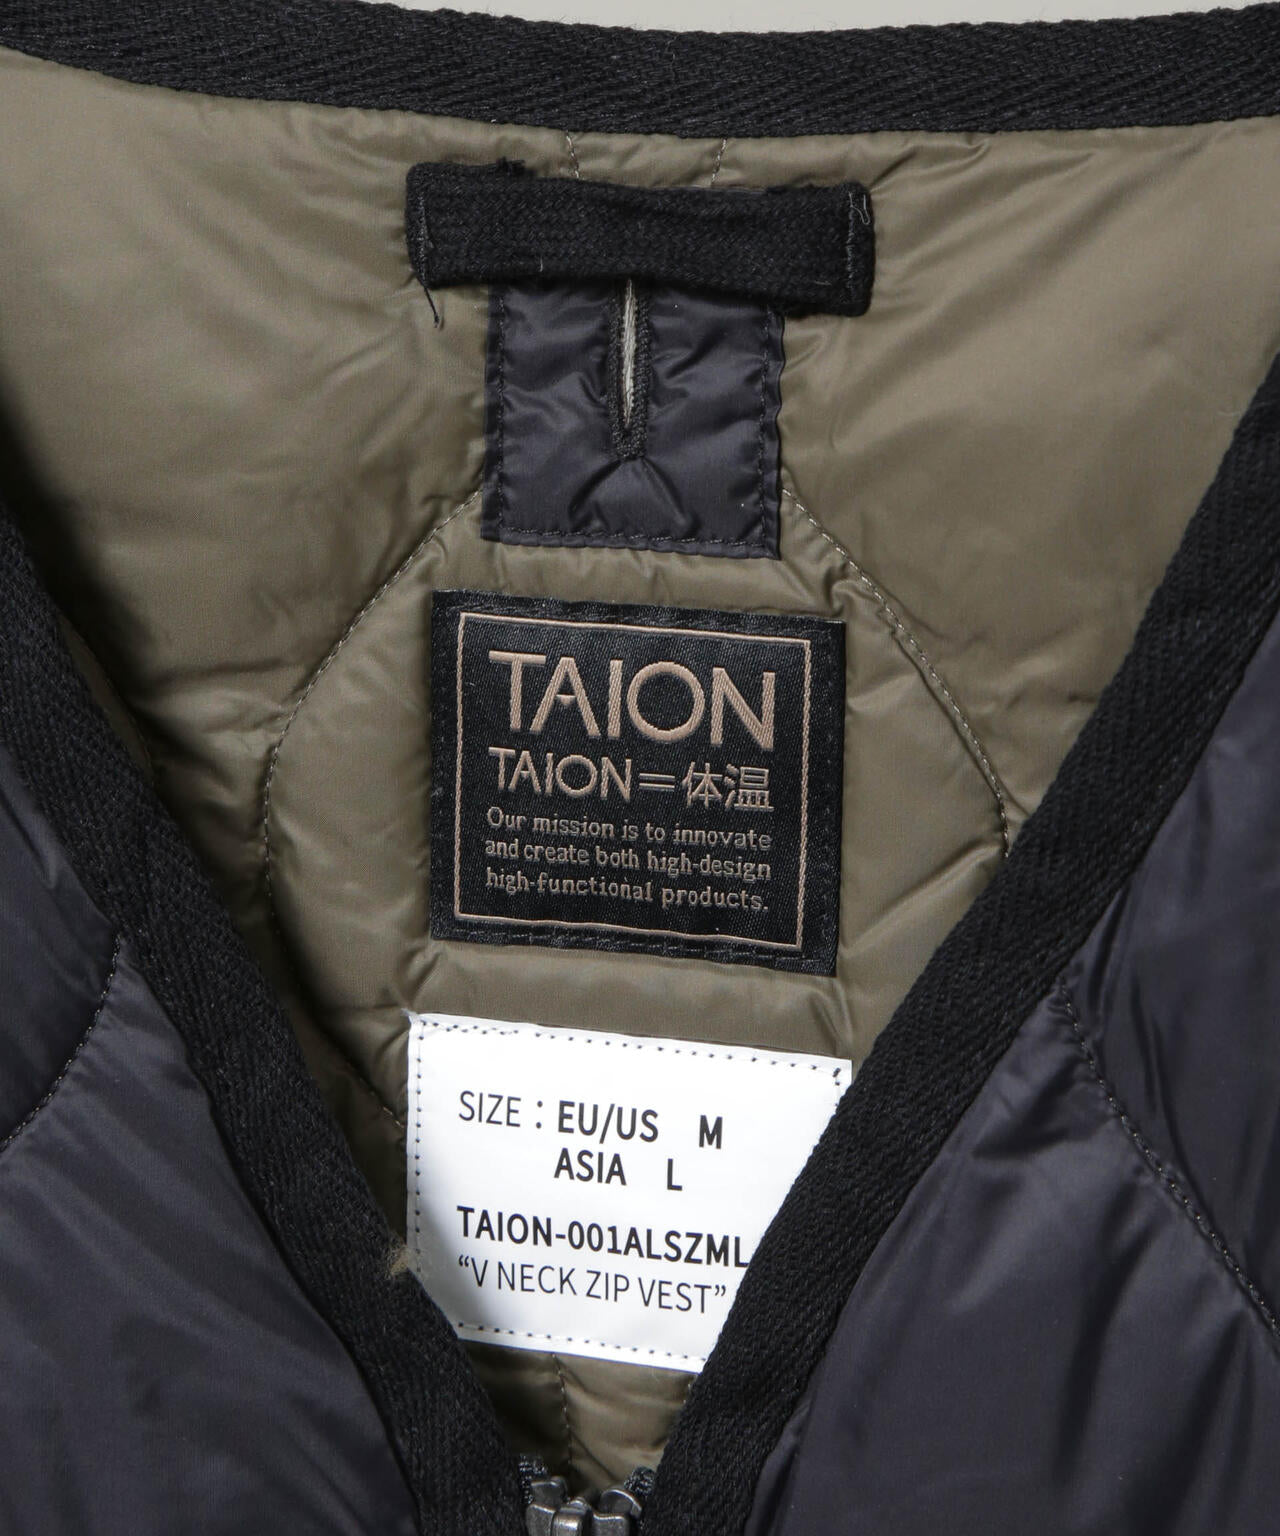 TAION
TAION=体温
Our mission is to innovate
and create both high-design
high-functional products.
SIZE : EU/US M
ASIA L
TAION-001ALSZML
“V NECK ZIP VEST”